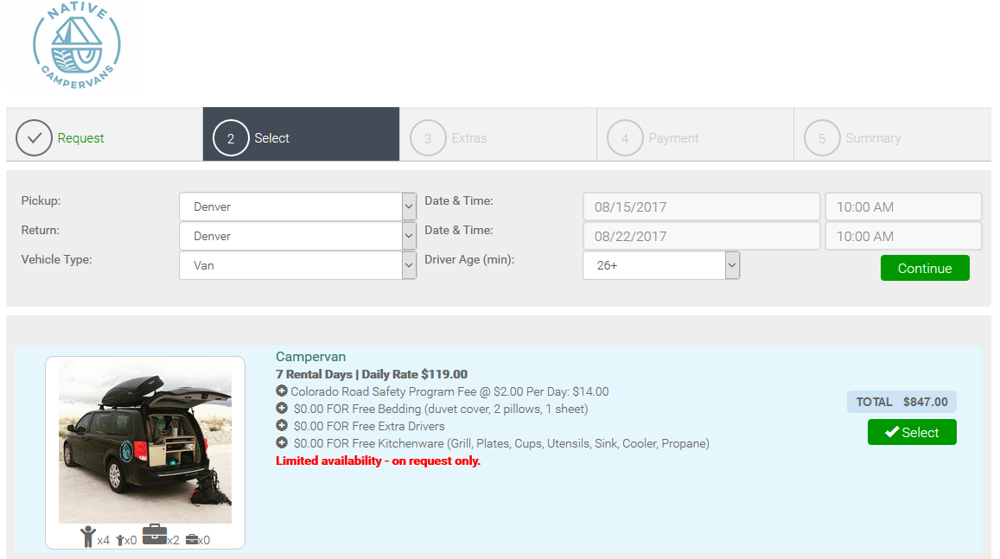 NATIVE
CAMPERVANS
Request
2 Select
3 Extras
4 Payment
5 Summary
Pickup: Denver Date & Time: 08/15/2017 10:00 AM
Return: Denver Date & Time: 08/22/2017 10:00 AM
Vehicle Type: Van Driver Age (min): 26+
Continue
Campervan
7 Rental Days | Daily Rate $119.00
Colorado Road Safety Program Fee @ $2.00 Per Day: $14.00
$0.00 FOR Free Bedding (duvet cover, 2 pillows, 1 sheet)
$0.00 FOR Free Extra Drivers
$0.00 FOR Free Kitchenware (Grill, Plates, Cups, Utensils, Sink, Cooler, Propane)
Limited availability - on request only.
TOTAL $847.00
Select
x4 x0 x2 x0